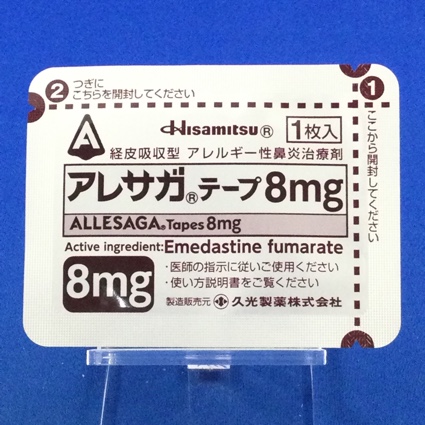 ② つぎに
こちらを開封してください
①
ここから開封してください
A
Hisamitsu® 1枚入
経皮吸収型 アレルギー性鼻炎治療剤
アレサガ®テープ8mg
ALLESAGA® Tapes 8mg
Active ingredient:Emedastine fumarate
8mg
・医師の指示に従いご使用ください
・使い方説明書をご覧ください
製造販売元 久光製薬株式会社